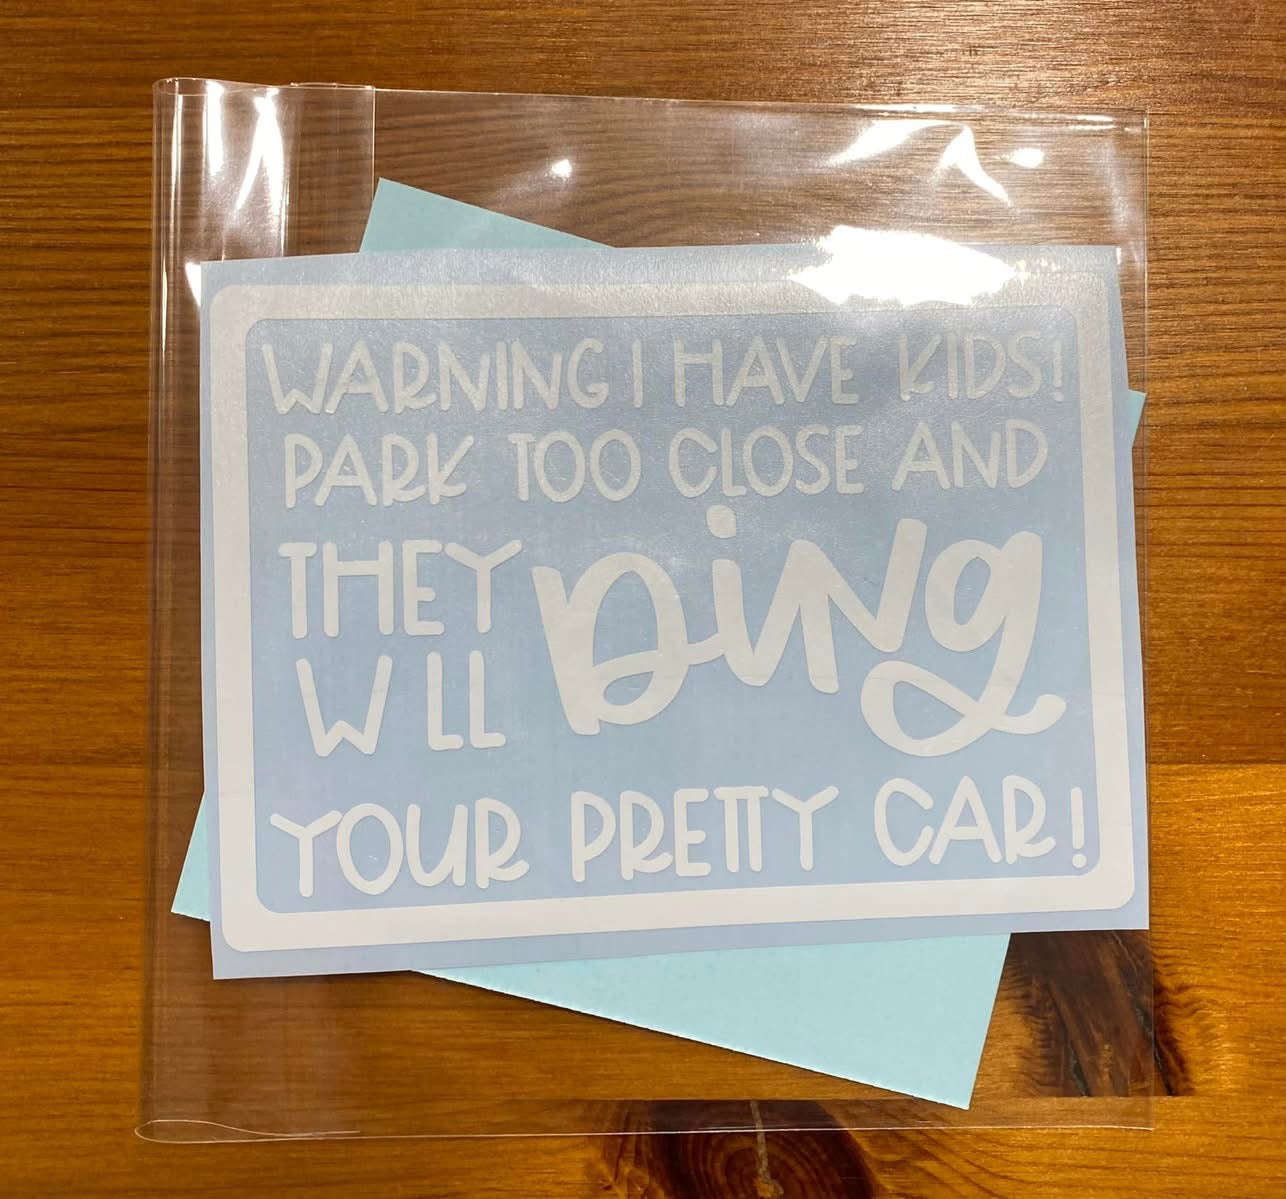 WARNING I HAVE KIDS!
PARK TOO CLOSE AND
THEY DiNg
W LL
YOUR PRETTY CAR!